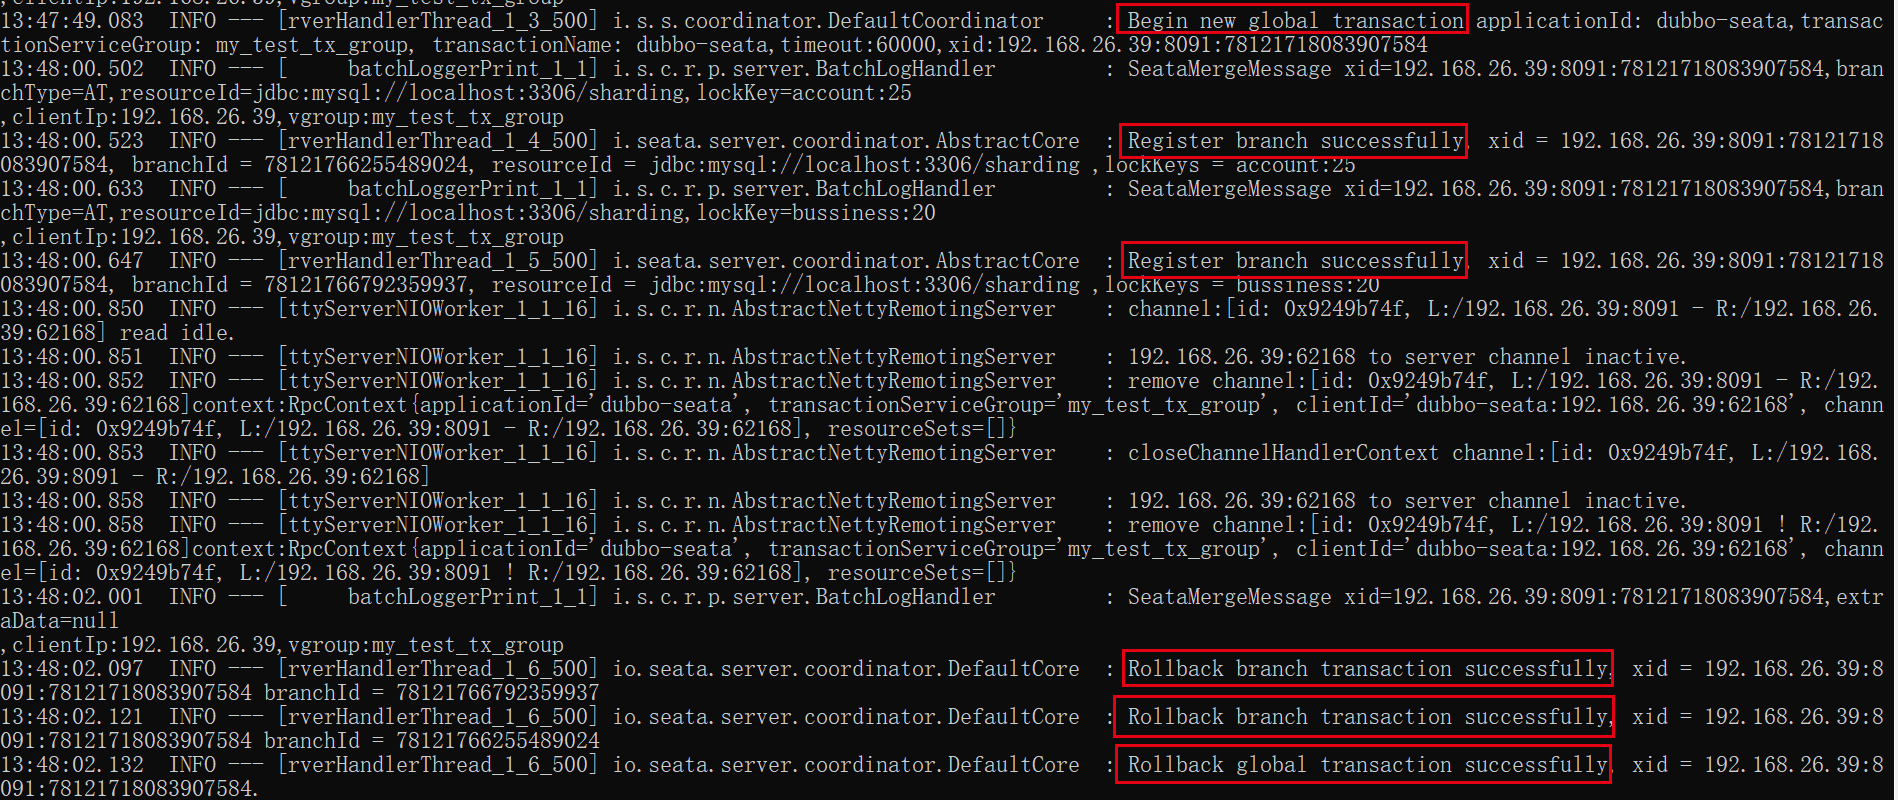 13:47:49.083  INFO --- [rverHandlerThread_1_3_500] i.s.s.coordinator.DefaultCoordinator     : Begin new global transaction applicationId: dubbo-seata,transac
tionServiceGroup: my_test_tx_group, transactionName: dubbo-seata,timeout:60000,xid:192.168.26.39:8091:78121718083907584
13:48:00.502  INFO --- [     batchLoggerPrint_1_1] i.s.c.r.p.server.BatchLogHandler         : SeataMergeMessage xid=192.168.26.39:8091:78121718083907584,bran
chType=AT,resourceId=jdbc:mysql://localhost:3306/sharding,lockKey=account:25
,clientIp:192.168.26.39,vgroup:my_test_tx_group
13:48:00.523  INFO --- [rverHandlerThread_1_4_500] i.seata.server.coordinator.AbstractCore  : Register branch successfully, xid = 192.168.26.39:8091:78121718
083907584, branchId = 78121766255489024, resourceId = jdbc:mysql://localhost:3306/sharding ,lockKeys = account:25
13:48:00.633  INFO --- [     batchLoggerPrint_1_1] i.s.c.r.p.server.BatchLogHandler         : SeataMergeMessage xid=192.168.26.39:8091:78121718083907584,bran
chType=AT,resourceId=jdbc:mysql://localhost:3306/sharding,lockKey=bussiness:20
,clientIp:192.168.26.39,vgroup:my_test_tx_group
13:48:00.647  INFO --- [rverHandlerThread_1_5_500] i.seata.server.coordinator.AbstractCore  : Register branch successfully, xid = 192.168.26.39:8091:78121718
083907584, branchId = 78121766792359937, resourceId = jdbc:mysql://localhost:3306/sharding ,lockKeys = bussiness:20
13:48:00.850  INFO --- [ttyServerNIOWorker_1_1_16] i.s.c.r.n.AbstractNettyRemotingServer    : channel:[id: 0x9249b74f, L:/192.168.26.39:8091 - R:/192.168.26.
39:62168] read idle.
13:48:00.851  INFO --- [ttyServerNIOWorker_1_1_16] i.s.c.r.n.AbstractNettyRemotingServer    : 192.168.26.39:62168 to server channel inactive.
13:48:00.852  INFO --- [ttyServerNIOWorker_1_1_16] i.s.c.r.n.AbstractNettyRemotingServer    : remove channel:[id: 0x9249b74f, L:/192.168.26.39:8091 - R:/192.
168.26.39:62168]context:RpcContext{applicationId='dubbo-seata', transactionServiceGroup='my_test_tx_group', clientId='dubbo-seata:192.168.26.39:62168', chann
el=[id: 0x9249b74f, L:/192.168.26.39:8091 - R:/192.168.26.39:62168], resourceSets=[]}
13:48:00.853  INFO --- [ttyServerNIOWorker_1_1_16] i.s.c.r.n.AbstractNettyRemotingServer    : closeChannelHandlerContext channel:[id: 0x9249b74f, L:/192.168.
26.39:8091 - R:/192.168.26.39:62168]
13:48:00.858  INFO --- [ttyServerNIOWorker_1_1_16] i.s.c.r.n.AbstractNettyRemotingServer    : 192.168.26.39:62168 to server channel inactive.
13:48:00.858  INFO --- [ttyServerNIOWorker_1_1_16] i.s.c.r.n.AbstractNettyRemotingServer    : remove channel:[id: 0x9249b74f, L:/192.168.26.39:8091 ! R:/192.
168.26.39:62168]context:RpcContext{applicationId='dubbo-seata', transactionServiceGroup='my_test_tx_group', clientId='dubbo-seata:192.168.26.39:62168', chann
el=[id: 0x9249b74f, L:/192.168.26.39:8091 ! R:/192.168.26.39:62168], resourceSets=[]}
13:48:02.001  INFO --- [     batchLoggerPrint_1_1] i.s.c.r.p.server.BatchLogHandler         : SeataMergeMessage xid=192.168.26.39:8091:78121718083907584,extr
aData=null
,clientIp:192.168.26.39,vgroup:my_test_tx_group
13:48:02.097  INFO --- [rverHandlerThread_1_6_500] io.seata.server.coordinator.DefaultCore  : Rollback branch transaction successfully, xid = 192.168.26.39:8
091:78121718083907584 branchId = 78121766792359937
13:48:02.121  INFO --- [rverHandlerThread_1_6_500] io.seata.server.coordinator.DefaultCore  : Rollback branch transaction successfully, xid = 192.168.26.39:8
091:78121718083907584 branchId = 78121766255489024
13:48:02.132  INFO --- [rverHandlerThread_1_6_500] io.seata.server.coordinator.DefaultCore  : Rollback global transaction successfully, xid = 192.168.26.39:8
091:78121718083907584.